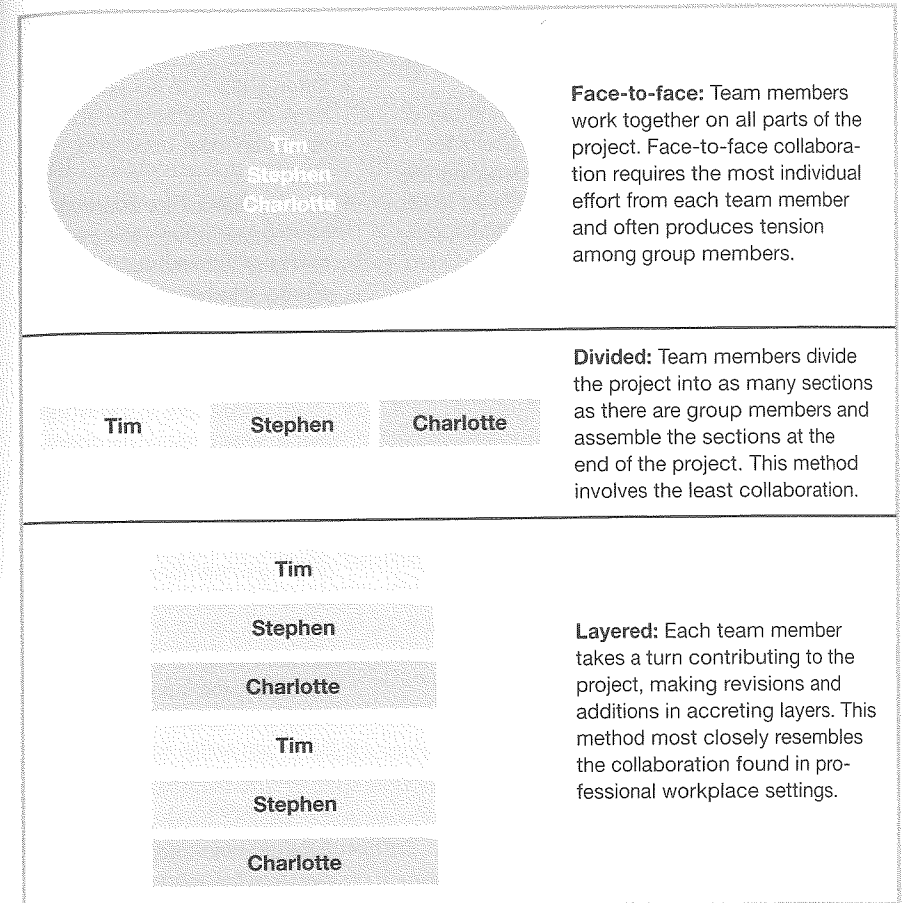 Tim
Stephen
Charlotte
Face-to-face: Team members
work together on all parts of the
project. Face-to-face collabora-
tion requires the most individual
effort from each team member
and often produces tension
among group members.
Tim
Stephen
Charlotte
Divided: Team members divide
the project into as many sections
as there are group members and
assemble the sections at the
end of the project. This method
involves the least collaboration.
Tim
Stephen
Charlotte
Tim
Stephen
Charlotte
Layered: Each team member
takes a turn contributing to the
project, making revisions and
additions in accreting layers. This
method most closely resembles
the collaboration found in pro-
fessional workplace settings.